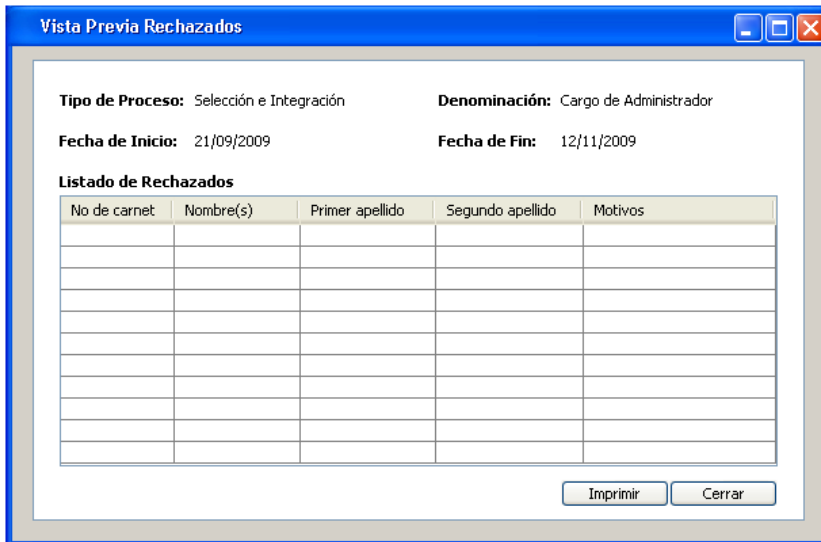 Vista Previa Rechazados
Tipo de Proceso: Selección e Integración Denominación: Cargo de Administrador
Fecha de Inicio: 21/09/2009 Fecha de Fin: 12/11/2009
Listado de Rechazados
No de carnet Nombre(s) Primer apellido Segundo apellido Motivos
Imprimir Cerrar